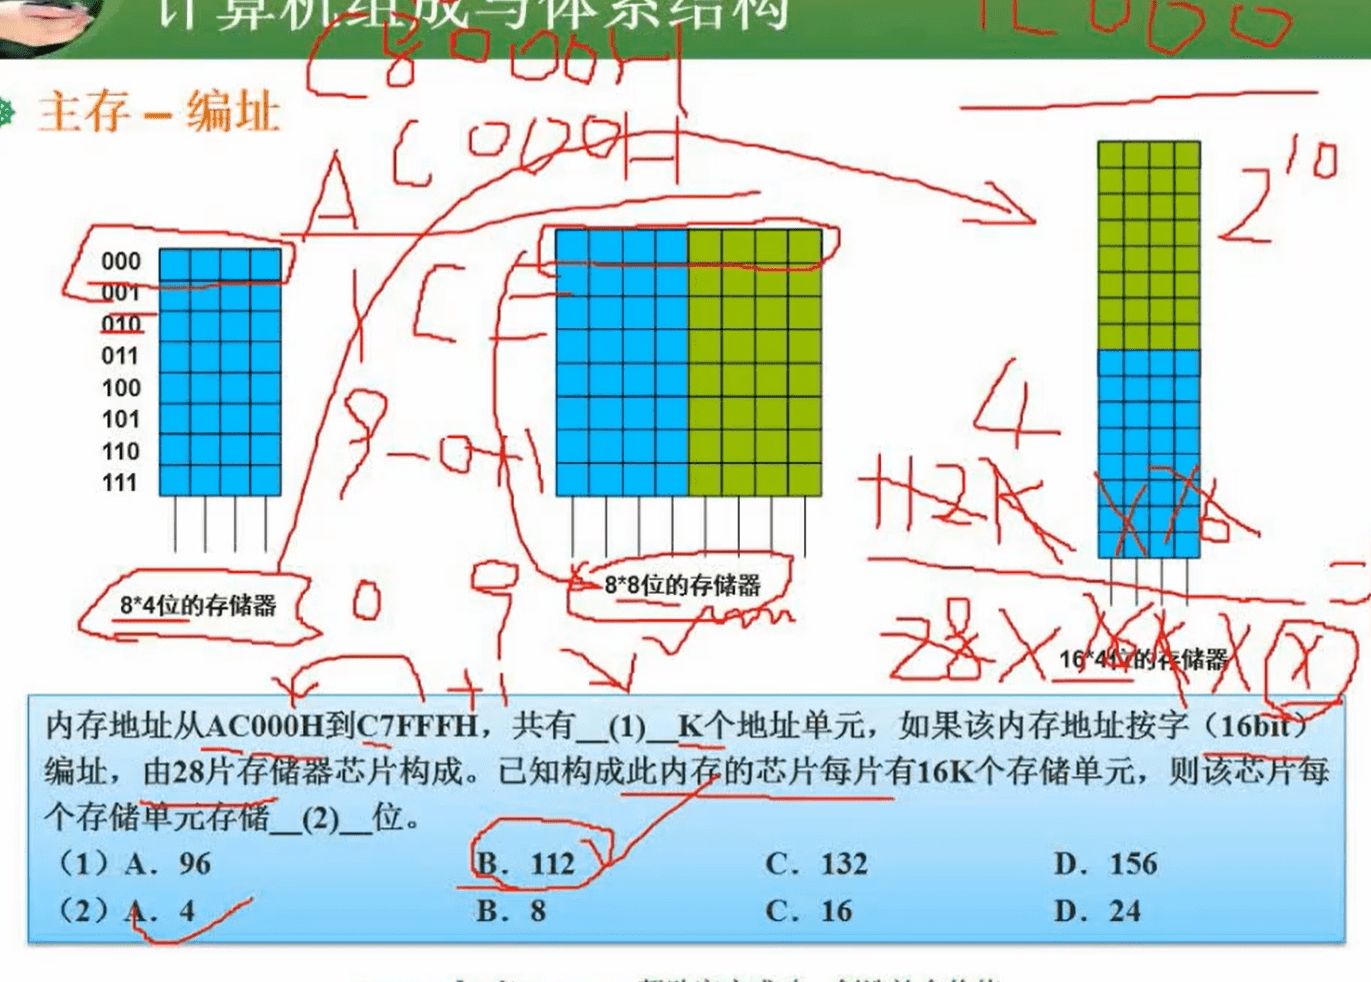 计算机组成与体系结构
主存 – 编址
C8000H
C000H
A
1C000
2^10
000
001
010
011
100
101
110
111
8*4位的存储器
8*8位的存储器
16*4位的存储器
4
112K × 16
28 × 16K × X
内存地址从AC000H到C7FFFH，共有__(1)__K个地址单元，如果该内存地址按字（16bit）
编址，由28片存储器芯片构成。已知构成此内存的芯片每片有16K个存储单元，则该芯片每
个存储单元存储__(2)__位。
（1）A．96 B．112 C．132 D．156
（2）A．4 B．8 C．16 D．24